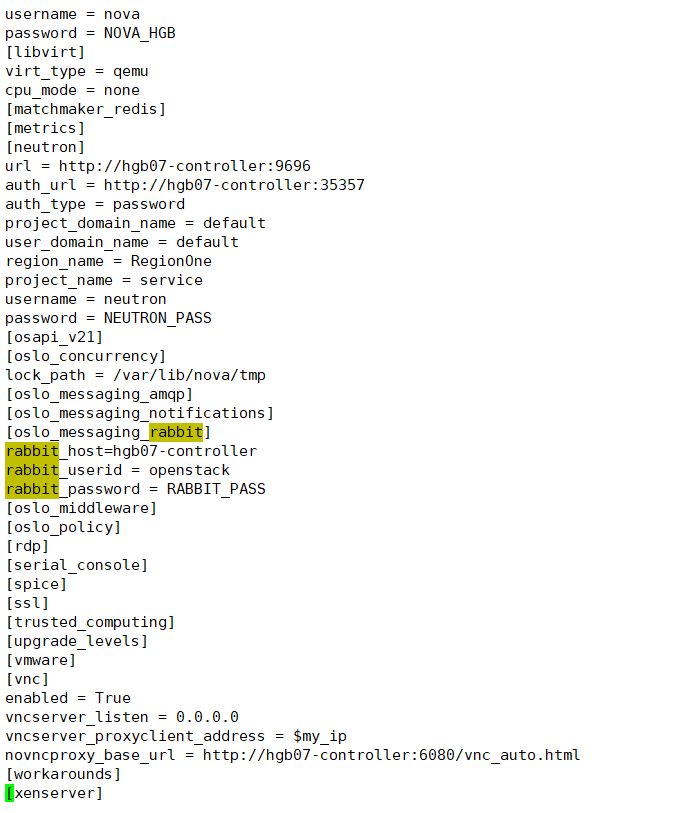 username = nova
password = NOVA_HGB
[libvirt]
virt_type = qemu
cpu_mode = none
[matchmaker_redis]
[metrics]
[neutron]
url = http://hgb07-controller:9696
auth_url = http://hgb07-controller:35357
auth_type = password
project_domain_name = default
user_domain_name = default
region_name = RegionOne
project_name = service
username = neutron
password = NEUTRON_PASS
[osapi_v21]
[oslo_concurrency]
lock_path = /var/lib/nova/tmp
[oslo_messaging_amqp]
[oslo_messaging_notifications]
[oslo_messaging_rabbit]
rabbit_host=hgb07-controller
rabbit_userid = openstack
rabbit_password = RABBIT_PASS
[oslo_middleware]
[oslo_policy]
[rdp]
[serial_console]
[spice]
[ssl]
[trusted_computing]
[upgrade_levels]
[vmware]
[vnc]
enabled = True
vncserver_listen = 0.0.0.0
vncserver_proxyclient_address = $my_ip
novncproxy_base_url = http://hgb07-controller:6080/vnc_auto.html
[workarounds]
[xenserver]